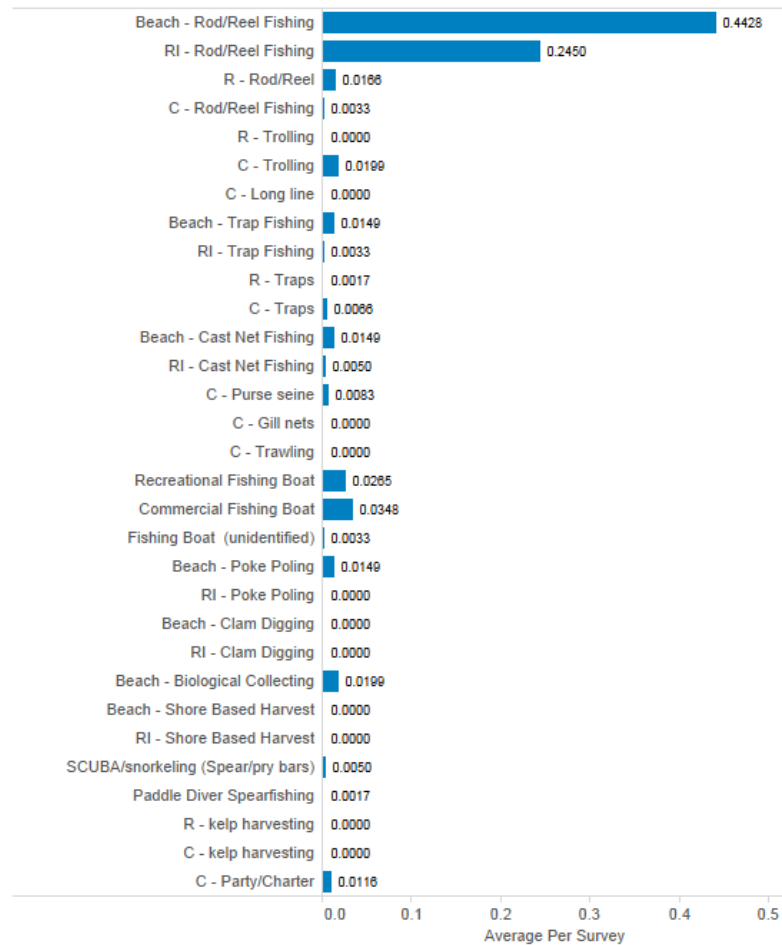 Beach - Rod/Reel Fishing 0.4428
RI - Rod/Reel Fishing 0.2450
R - Rod/Reel 0.0166
C - Rod/Reel Fishing 0.0033
R - Trolling 0.0000
C - Trolling 0.0199
C - Long line 0.0000
Beach - Trap Fishing 0.0149
RI - Trap Fishing 0.0033
R - Traps 0.0017
C - Traps 0.0066
Beach - Cast Net Fishing 0.0149
RI - Cast Net Fishing 0.0050
C - Purse seine 0.0083
C - Gill nets 0.0000
C - Trawling 0.0000
Recreational Fishing Boat 0.0265
Commercial Fishing Boat 0.0348
Fishing Boat (unidentified) 0.0033
Beach - Poke Poling 0.0149
RI - Poke Poling 0.0000
Beach - Clam Digging 0.0000
RI - Clam Digging 0.0000
Beach - Biological Collecting 0.0199
Beach - Shore Based Harvest 0.0000
RI - Shore Based Harvest 0.0000
SCUBA/snorkeling (Spear/pry bars) 0.0050
Paddle Diver Spearfishing 0.0017
R - kelp harvesting 0.0000
C - kelp harvesting 0.0000
C - Party/Charter 0.0116
0.0 0.1 0.2 0.3 0.4 0.5
Average Per Survey